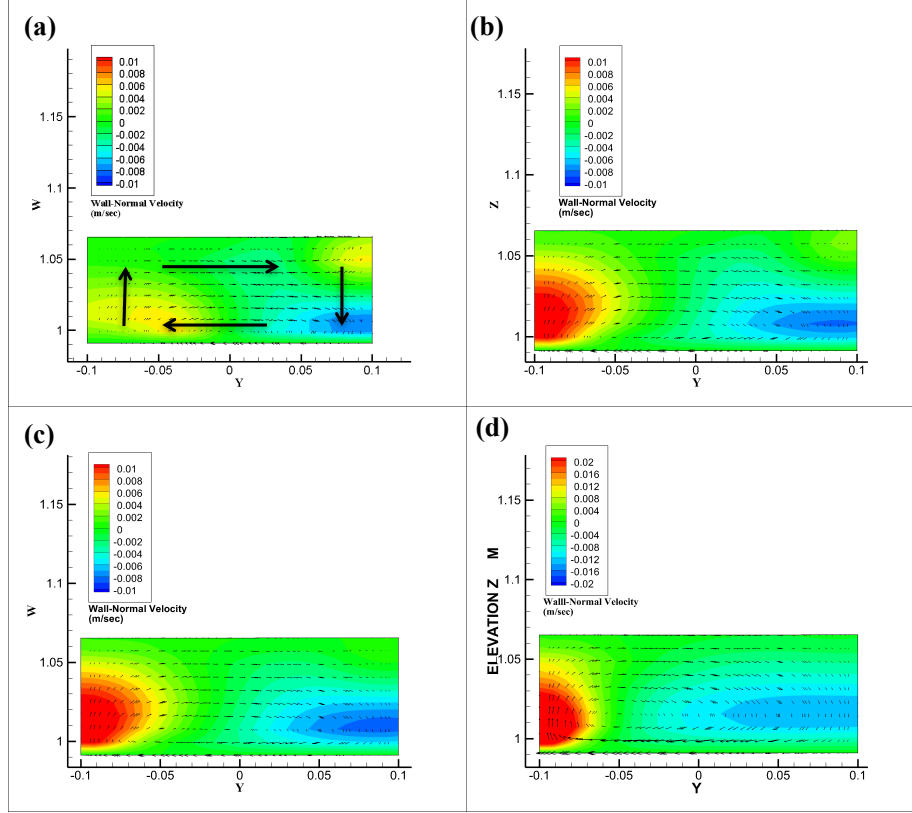 (a)
0.01
0.008
0.006
0.004
0.002
0
-0.002
-0.004
-0.006
-0.008
-0.01
Wall-Normal Velocity
(m/sec)
W
1.15
1.1
1.05
1
-0.1 -0.05 0 0.05 0.1
Y
(b)
0.01
0.008
0.006
0.004
0.002
0
-0.002
-0.004
-0.006
-0.008
-0.01
Wall-Normal Velocity
(m/sec)
Z
1.15
1.1
1.05
1
-0.1 -0.05 0 0.05 0.1
Y
(c)
0.01
0.008
0.006
0.004
0.002
0
-0.002
-0.004
-0.006
-0.008
-0.01
Wall-Normal Velocity
(m/sec)
W
1.15
1.1
1.05
1
-0.1 -0.05 0 0.05 0.1
Y
(d)
0.02
0.016
0.012
0.008
0.004
0
-0.004
-0.008
-0.012
-0.016
-0.02
Wall-Normal Velocity
(m/sec)
ELEVATION Z M
1.15
1.1
1.05
1
-0.1 -0.05 0 0.05 0.1
Y